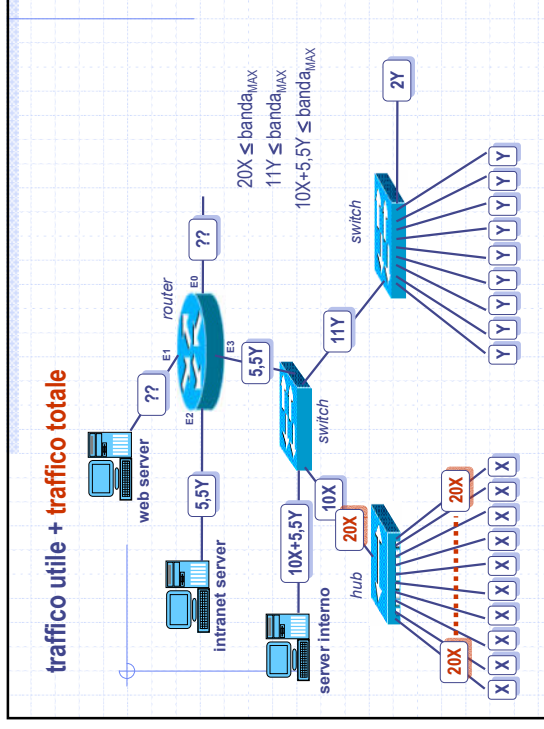 traffico utile + traffico totale
web server
??
router
E1
E0
??
E2
E3
20X ≤ banda_MAX
11Y ≤ banda_MAX
10X+5,5Y ≤ banda_MAX
intranet server
5,5Y
5,5Y
server interno
10X+5,5Y
switch
11Y
switch
2Y
10X
20X
hub
20X
20X
X
X
X
X
X
X
X
X
X
X
Y
Y
Y
Y
Y
Y
Y
Y
Y